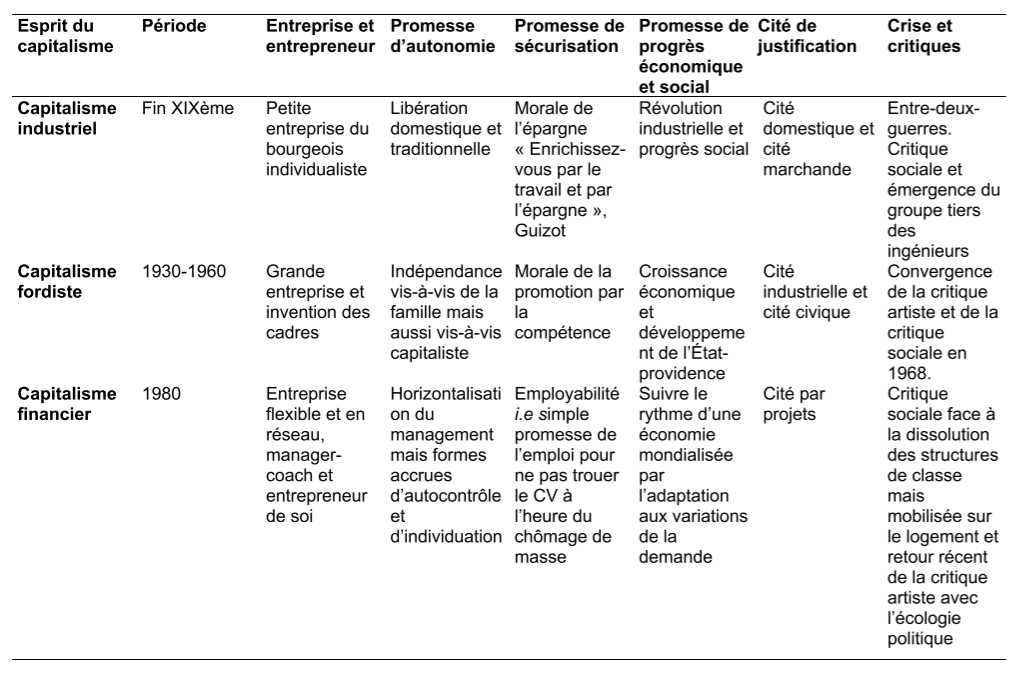 Esprit du capitalisme
Période
Entreprise et entrepreneur
Promesse d’autonomie
Promesse de sécurisation
Promesse de progrès économique et social
Cité de justification
Crise et critiques
Capitalisme industriel
Fin XIXème
Petite entreprise du bourgeois individualiste
Libération domestique et traditionnelle
Morale de l’épargne « Enrichissez-vous par le travail et par l’épargne », Guizot
Révolution industrielle et progrès social
Cité domestique et cité marchande
Entre-deux-guerres. Critique sociale et émergence du groupe tiers des ingénieurs
Capitalisme fordiste
1930-1960
Grande entreprise et invention des cadres
Indépendance vis-à-vis de la famille mais aussi vis-à-vis capitaliste
Morale de la promotion par la compétence
Croissance économique et développement de l’État-providence
Cité industrielle et cité civique
Convergence de la critique artiste et de la critique sociale en 1968.
Capitalisme financier
1980
Entreprise flexible et en réseau, manager-coach et entrepreneur de soi
Horizontalisation du management mais formes accrues d’autocontrôle et d’individuation
Employabilité i.e simple promesse de l’emploi pour ne pas trouer le CV à l’heure du chômage de masse
Suivre le rythme d’une économie mondialisée par l’adaptation aux variations de la demande
Cité par projets
Critique sociale face à la dissolution des structures de classe mais mobilisée sur le logement et retour récent de la critique artiste avec l’écologie politique